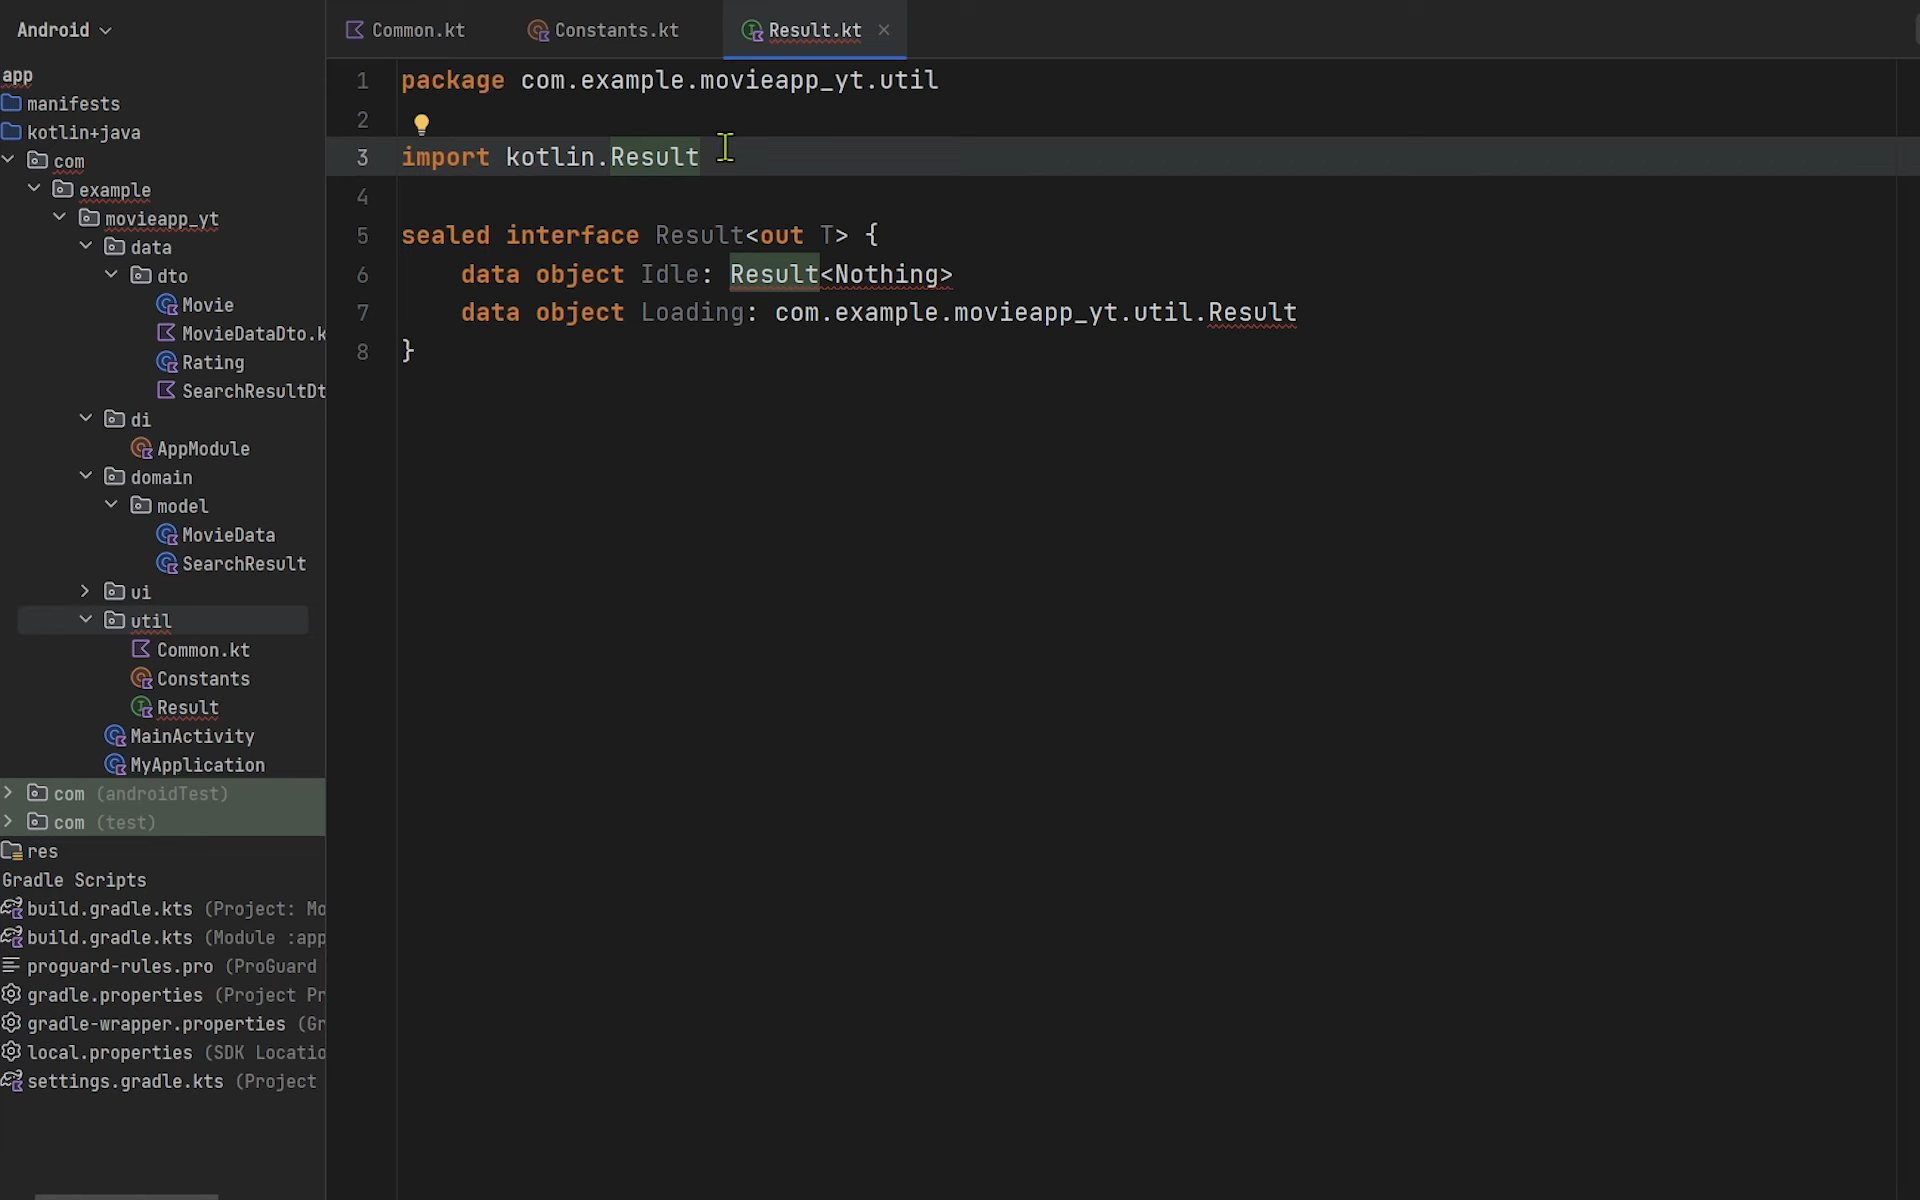 Android
app
manifests
kotlin+java
com
example
movieapp_yt
data
dto
Movie
MovieDataDto.k
Rating
SearchResultDt
di
AppModule
domain
model
MovieData
SearchResult
ui
util
Common.kt
Constants
Result
MainActivity
MyApplication
com (androidTest)
com (test)
res
Gradle Scripts
build.gradle.kts (Project: Mo
build.gradle.kts (Module :app
proguard-rules.pro (ProGuard
gradle.properties (Project Pr
gradle-wrapper.properties (Gr
local.properties (SDK Locatio
settings.gradle.kts (Project
Common.kt Constants.kt Result.kt
1 package com.example.movieapp_yt.util
2
3 import kotlin.Result
4
5 sealed interface Result<out T> {
6 data object Idle: Result<Nothing>
7 data object Loading: com.example.movieapp_yt.util.Result
8 }